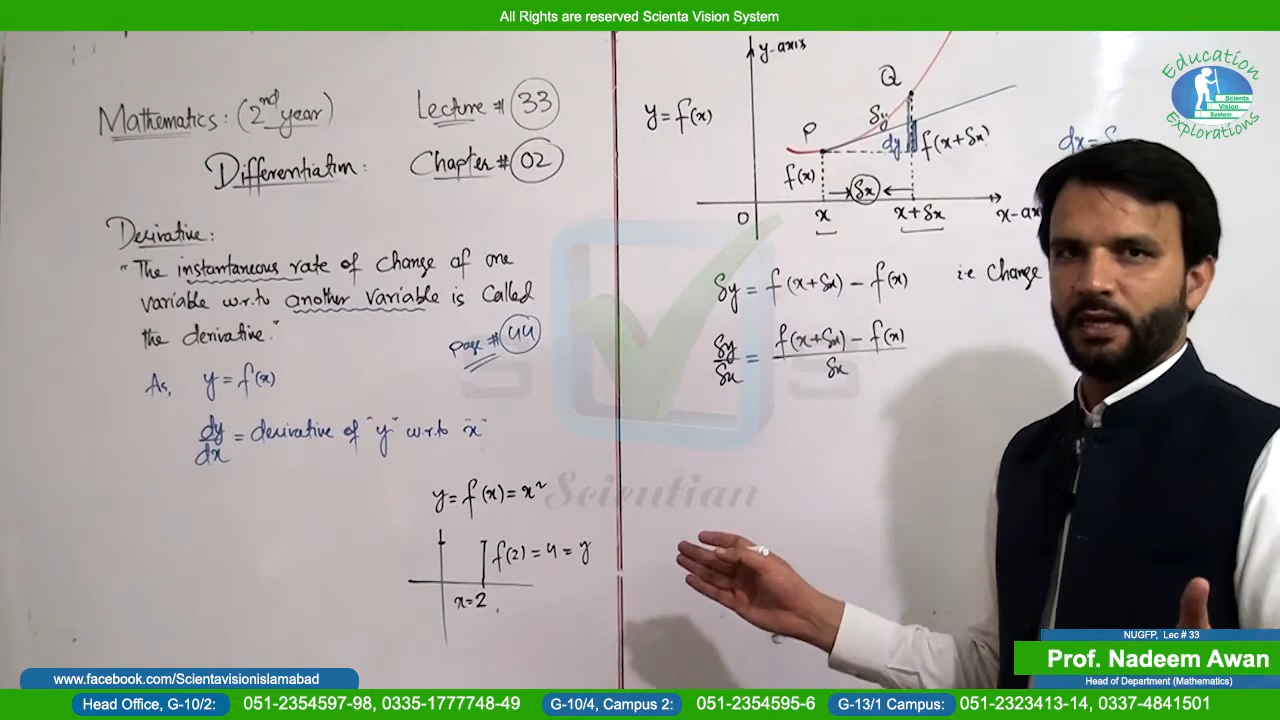 All Rights are reserved Scienta Vision System
Mathematics: (2nd year) Lecture # 33
Differentiation: Chapter # 02
Derivative:
"The instantaneous rate of change of one
variable w.r.to another variable is called
the derivative."
page # 44
As, y = f(x)
dy/dx = derivative of "y" w.r.to "x"
y = f(x) = x²
f(2) = 4 = y
x=2
y-axis
Q
y = f(x)
δy
P
dy
f(x+δx)
dx = δ
f(x)
δx
0
x
x+δx
x-ax
δy = f(x+δx) − f(x) i.e Change
δy/δx = f(x+δx) − f(x)/δx
Education
Scienta
Vision
System
Explorations
Scientian
NUGFP, Lec # 33
Prof. Nadeem Awan
Head of Department (Mathematics)
www.facebook.com/Scientavisionislamabad
Head Office, G-10/2: 051-2354597-98, 0335-1777748-49 G-10/4, Campus 2: 051-2354595-6 G-13/1 Campus: 051-2323413-14, 0337-4841501